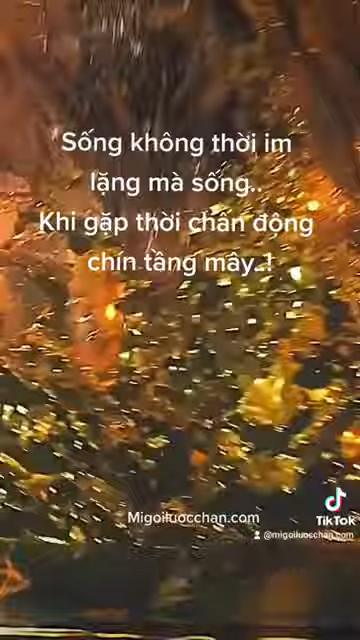 Sống không thời im
lặng mà sống..
Khi gặp thời chấn động
chín tầng mây..!
Migoiluocchan.com
TikTok
@migoiluocchan.com